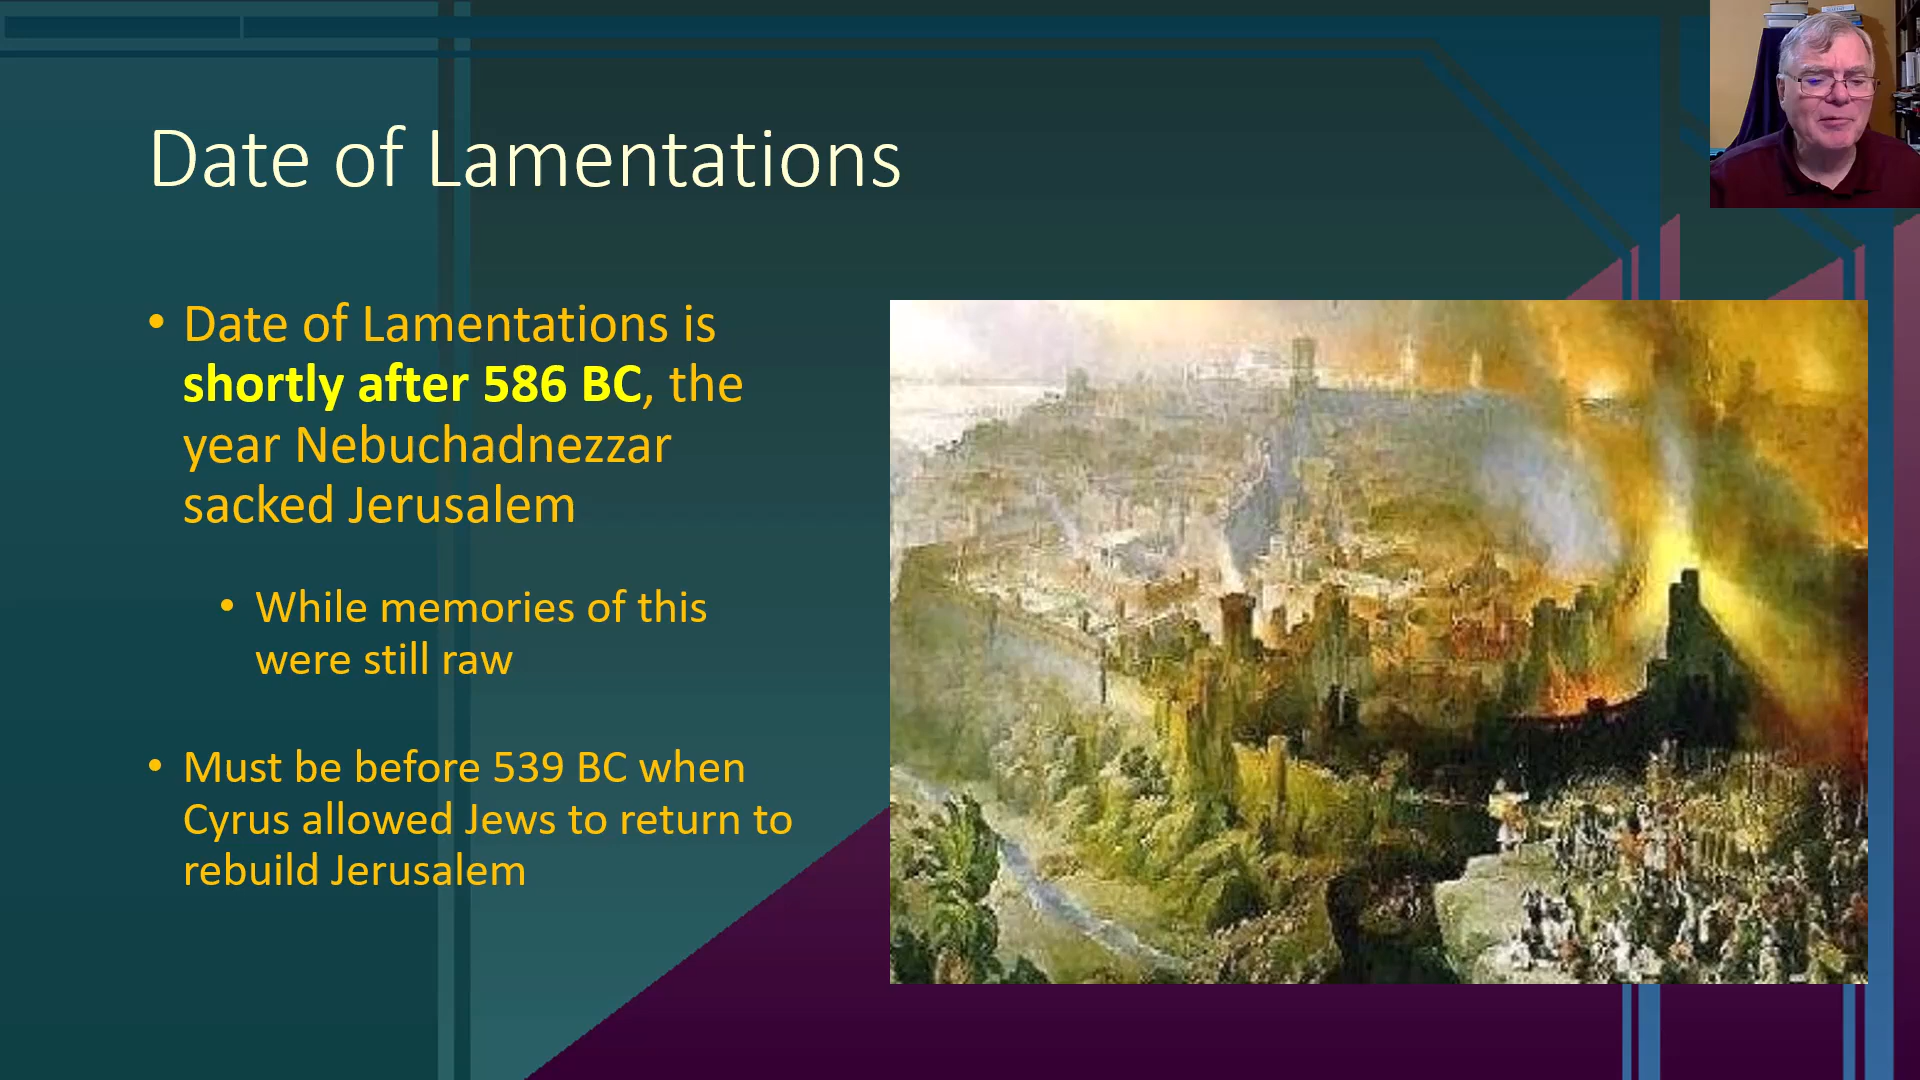 Date of Lamentations
• Date of Lamentations is
shortly after 586 BC, the
year Nebuchadnezzar
sacked Jerusalem
• While memories of this
were still raw
• Must be before 539 BC when
Cyrus allowed Jews to return to
rebuild Jerusalem